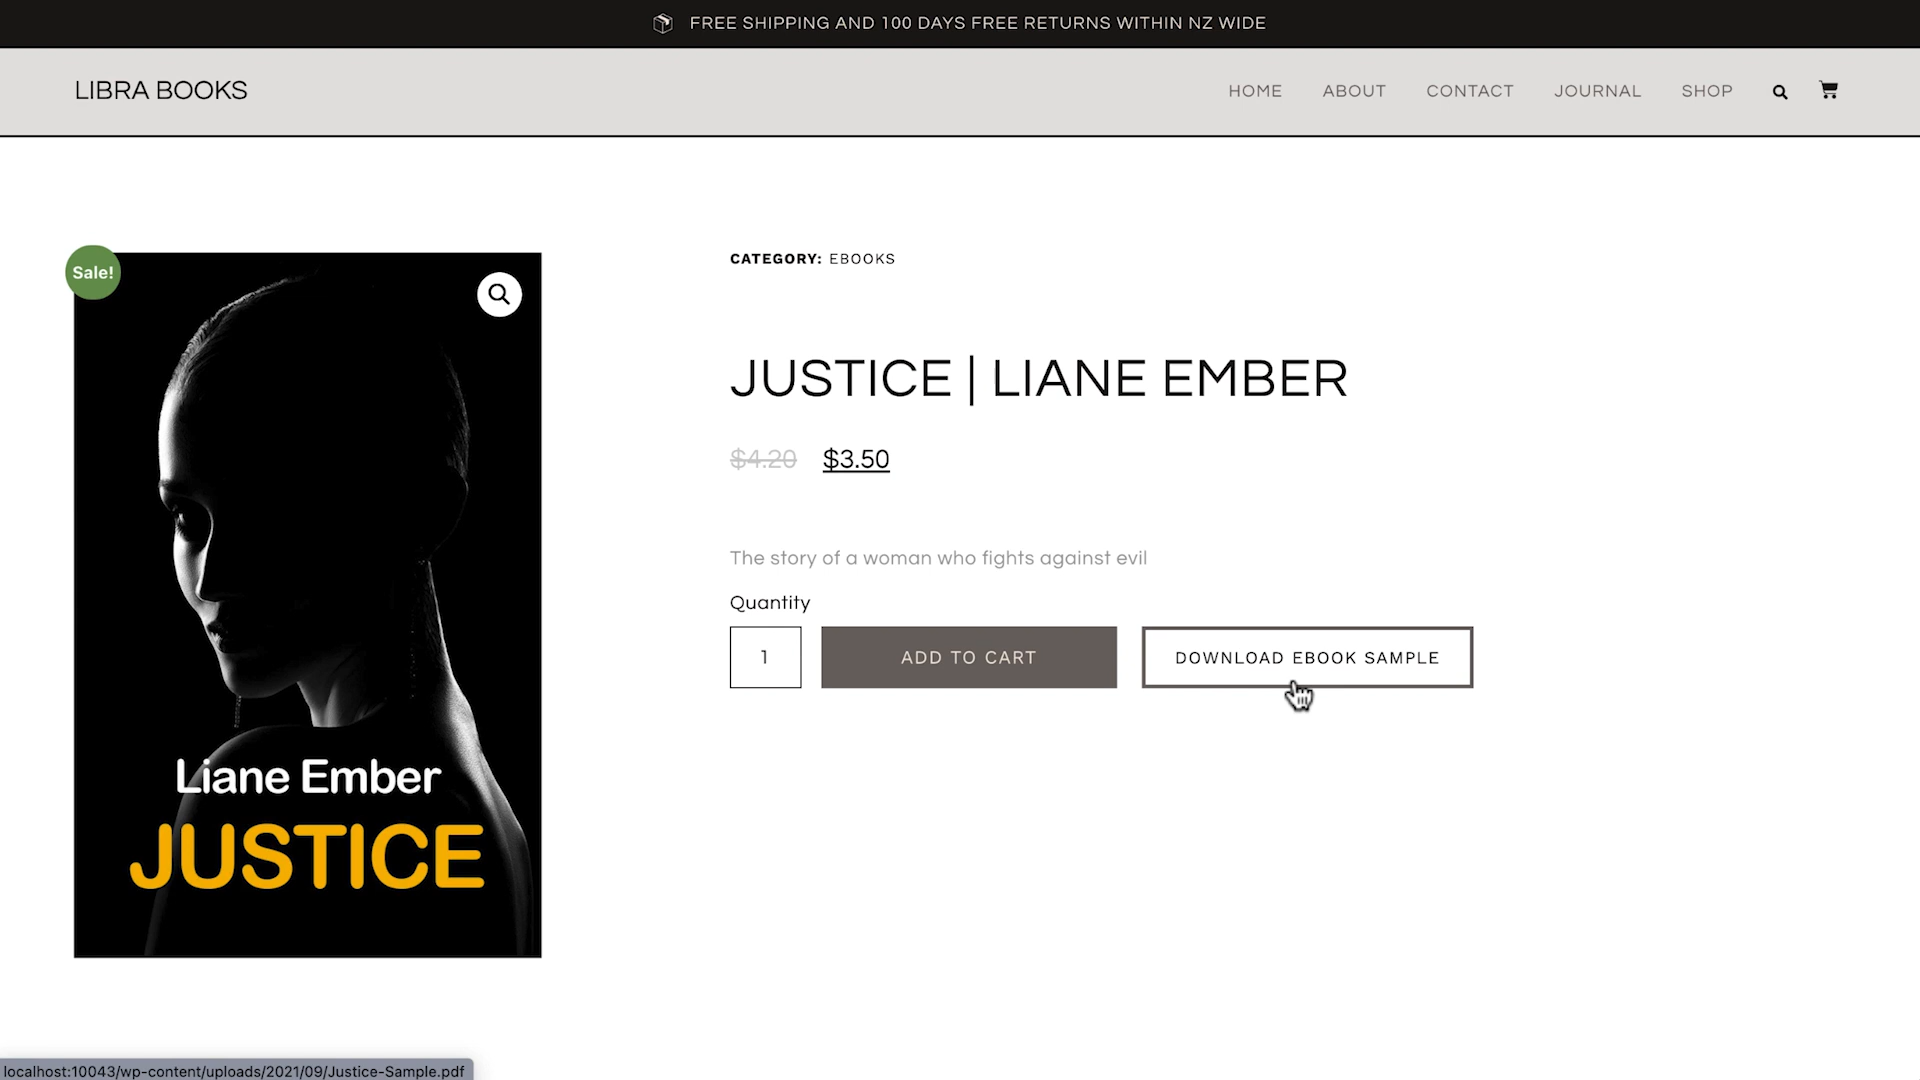 FREE SHIPPING AND 100 DAYS FREE RETURNS WITHIN NZ WIDE
LIBRA BOOKS
HOME ABOUT CONTACT JOURNAL SHOP
Sale!
Liane Ember
JUSTICE
CATEGORY: EBOOKS
JUSTICE | LIANE EMBER
$4.20 $3.50
The story of a woman who fights against evil
Quantity
1 ADD TO CART DOWNLOAD EBOOK SAMPLE
localhost:10043/wp-content/uploads/2021/09/Justice-Sample.pdf